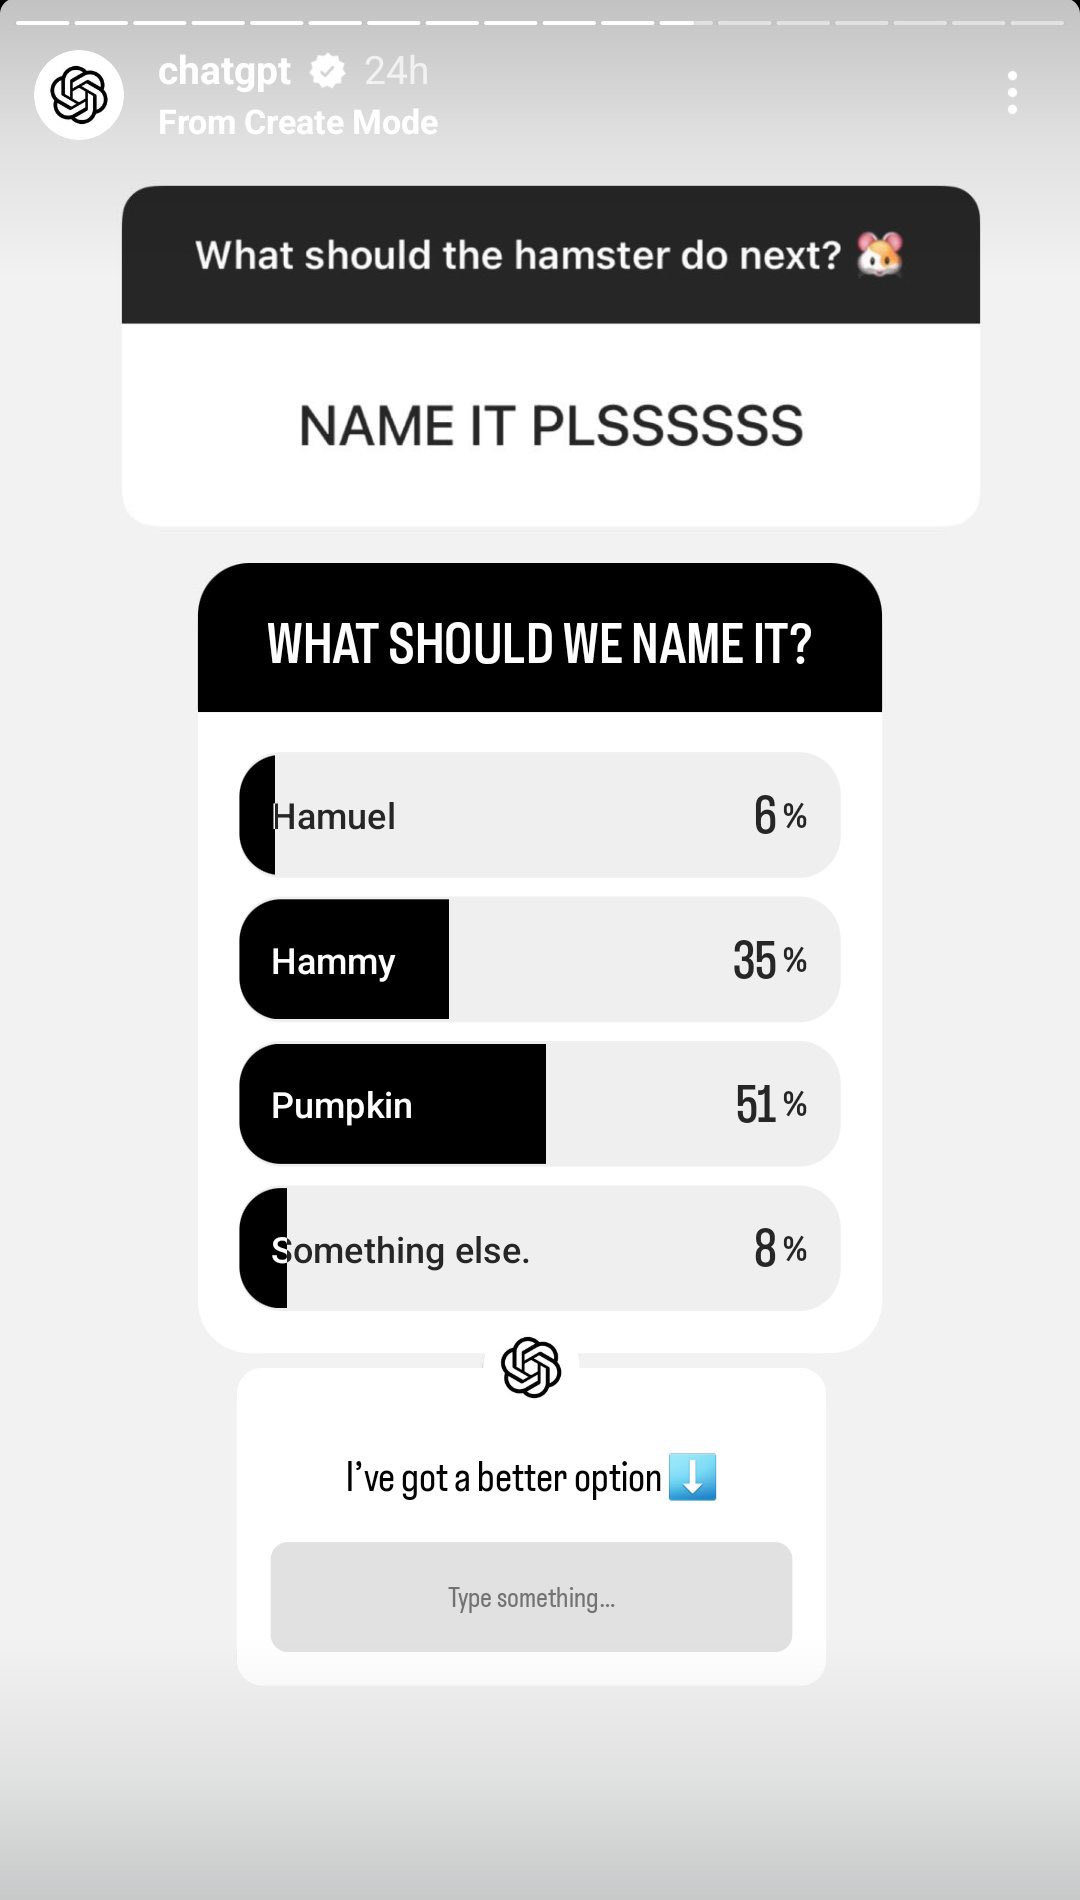 chatgpt 24h
From Create Mode
What should the hamster do next? 🐹
NAME IT PLSSSSSS
WHAT SHOULD WE NAME IT?
Hamuel 6%
Hammy 35%
Pumpkin 51%
Something else. 8%
I've got a better option ⬇️
Type something...